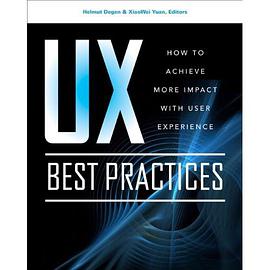 Helmut Degen & XiaoWei Yuan, Editors
UX
HOW TO
ACHIEVE
MORE IMPACT
WITH USER
EXPERIENCE
BEST PRACTICES